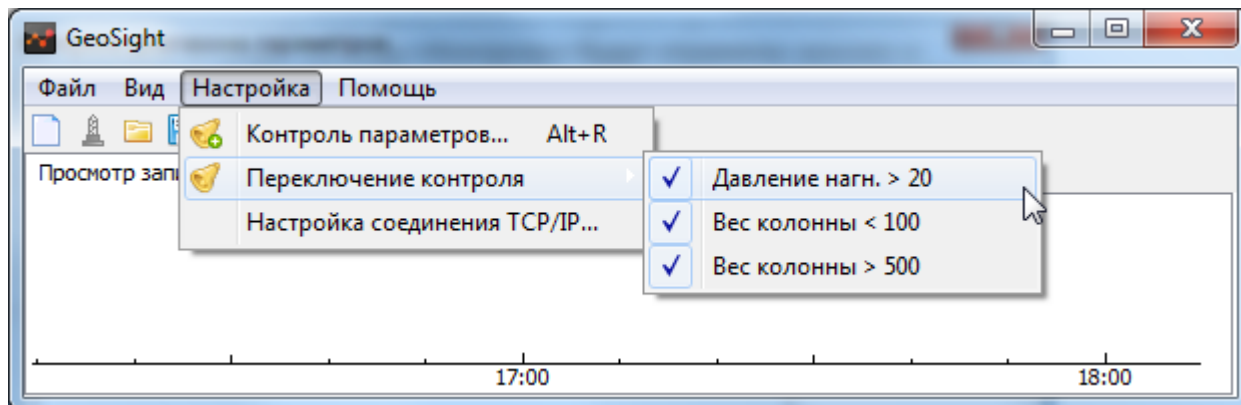 GeoSight
Файл Вид Настройка Помощь
Контроль параметров... Alt+R
Просмотр
Переключение контроля
Давление нагн. > 20
Настройка соединения TCP/IP...
Вес колонны < 100
Вес колонны > 500
17:00 18:00